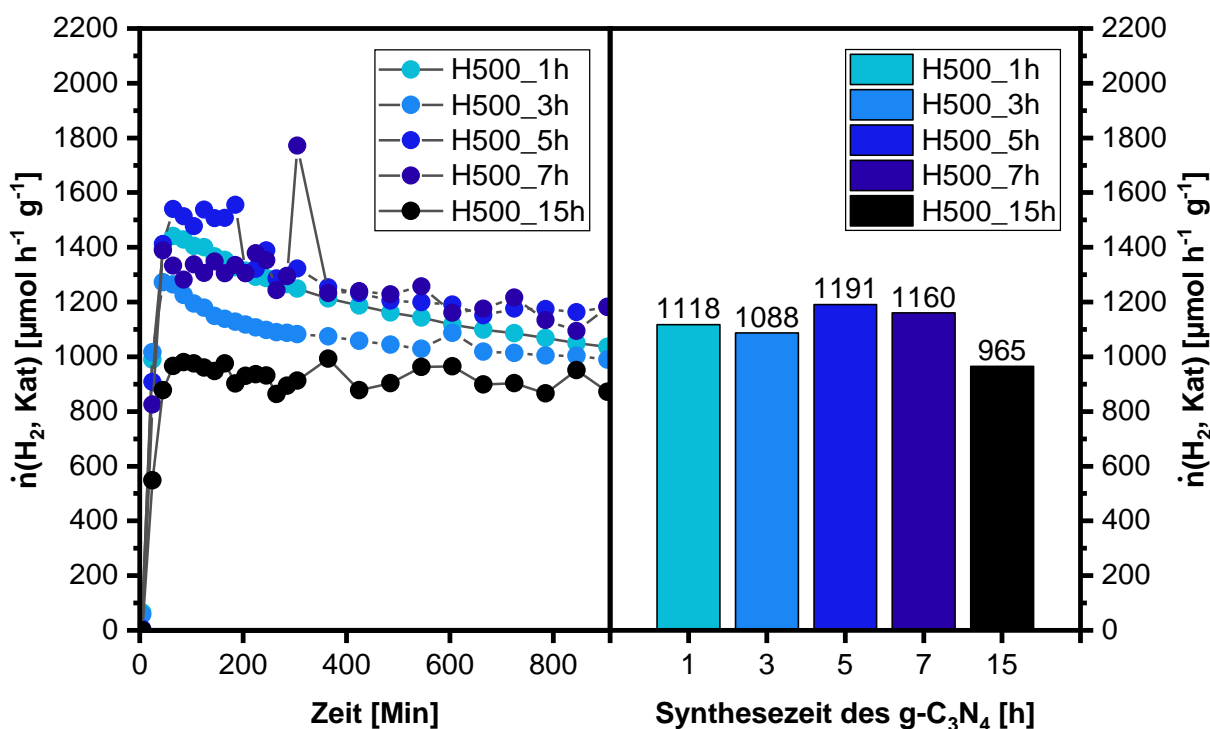 ṅ(H₂, Kat) [µmol h⁻¹ g⁻¹]
2200
2000
1800
1600
1400
1200
1000
800
600
400
200
0
H500_1h
H500_3h
H500_5h
H500_7h
H500_15h
0 200 400 600 800
Zeit [Min]
H500_1h
H500_3h
H500_5h
H500_7h
H500_15h
1118 1088 1191 1160 965
1 3 5 7 15
Synthesezeit des g-C₃N₄ [h]
2200
2000
1800
1600
1400
1200
1000
800
600
400
200
0
ṅ(H₂, Kat) [µmol h⁻¹ g⁻¹]